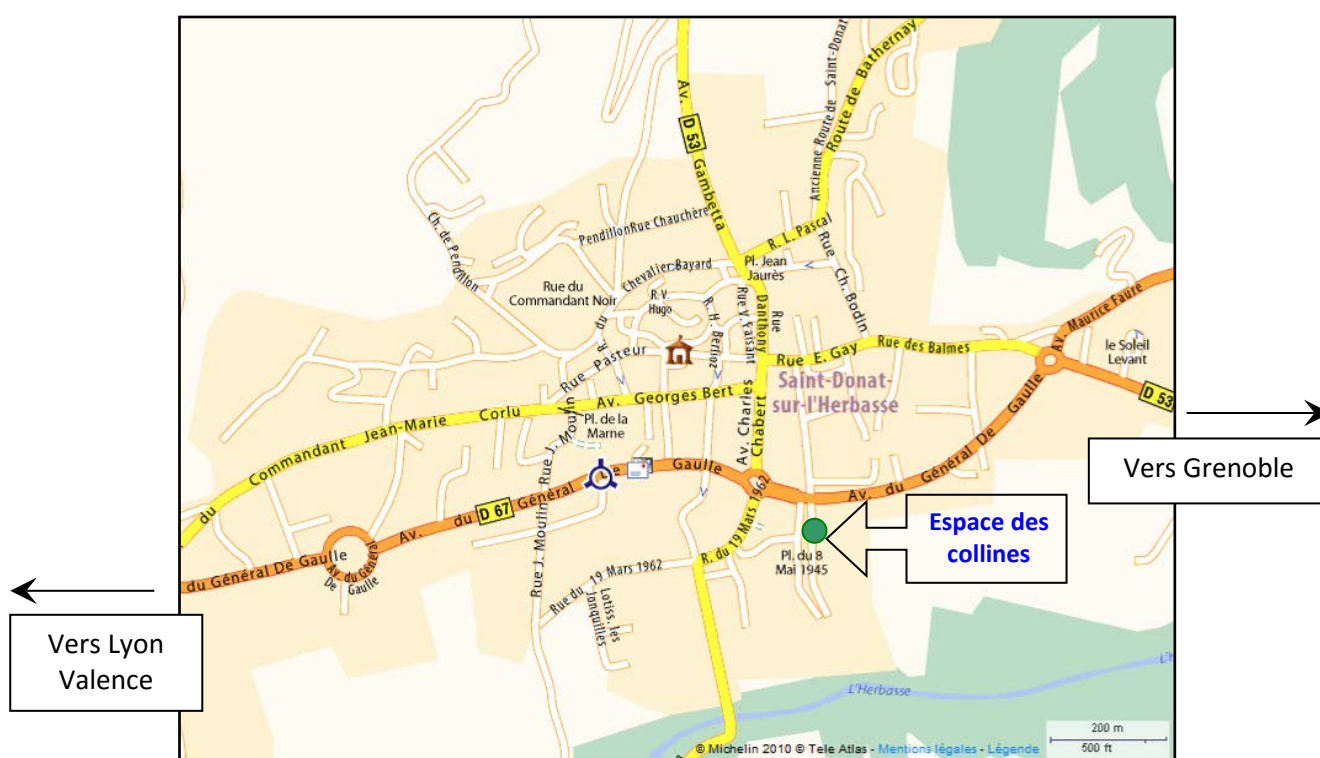 Av.
D 53
Gambetta
Ancienne Route de Saint-Donat
Route de Bathernay
R. L. Pascal
Pendillon
Rue Chauchère
Ch. de Pendillon
Chevalier-Bayard
R. du
Pl. Jean
Jaurès
Rue Ch. Bodin
Rue du
Commandant Noir
R. V.
Hugo
R. H. Berlioz
Rue V. Faisant
Danthony
Rue
Av. Maurice Faure
le Soleil
Levant
Rue Pasteur
Rue E. Gay
Rue des Balmes
Saint-Donat-
sur-l'Herbasse
D 53
Av. Georges Bert
Av. Charles
Chabert
du Commandant Jean-Marie Corlu
Pl. de la
Marne
Rue J. Moulin
Rue J. Moulin
Av. du Général De Gaulle
D 67
Av. du Général De Gaulle
du Général De Gaulle
Av. du Général
De Gaulle
R. du 19 Mars 1962
Rue du 19 Mars 1962
Lotiss. les
Jonquilles
Pl. du 8
Mai 1945
Espace des
collines
Vers Grenoble
Vers Lyon
Valence
L'Herbasse
200 m
500 ft
© Michelin 2010 © Tele Atlas - Mentions légales - Légende